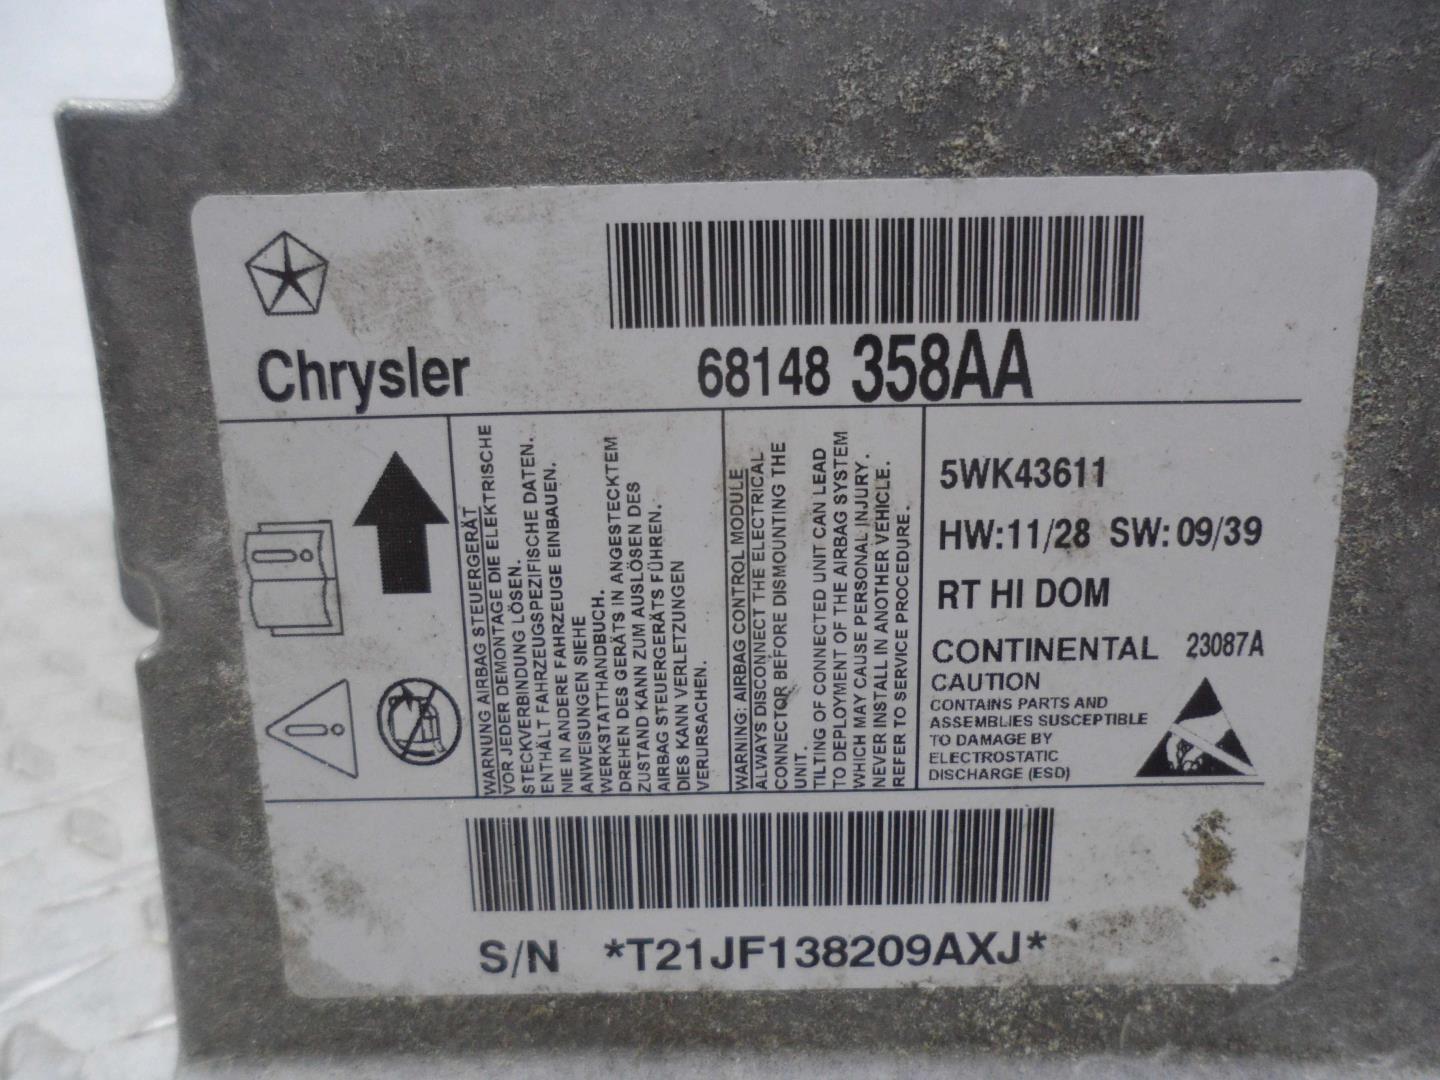 Chrysler
68148 358AA
WARNUNG AIRBAG STEUERGERÄT
VOR JEDER DEMONTAGE DIE ELEKTRISCHE
STECKVERBINDUNG LÖSEN.
ENTHÄLT FAHRZEUGSPEZIFISCHE DATEN.
NIE IN ANDERE FAHRZEUGE EINBAUEN.
ANWEISUNGEN SIEHE
WERKSTATTHANDBUCH.
DREHEN DES GERÄTS IN ANGESTECKTEM
ZUSTAND KANN ZUM AUSLÖSEN DES
AIRBAG STEUERGERÄTS FÜHREN.
DIES KANN VERLETZUNGEN
VERURSACHEN.
WARNING: AIRBAG CONTROL MODULE
ALWAYS DISCONNECT THE ELECTRICAL
CONNECTOR BEFORE DISMOUNTING THE
UNIT.
TILTING OF CONNECTED UNIT CAN LEAD
TO DEPLOYMENT OF THE AIRBAG SYSTEM
WHICH MAY CAUSE PERSONAL INJURY.
NEVER INSTALL IN ANOTHER VEHICLE.
REFER TO SERVICE PROCEDURE.
5WK43611
HW:11/28 SW:09/39
RT HI DOM
CONTINENTAL 23087A
CAUTION
CONTAINS PARTS AND
ASSEMBLIES SUSCEPTIBLE
TO DAMAGE BY
ELECTROSTATIC
DISCHARGE (ESD)
S/N *T21JF138209AXJ*